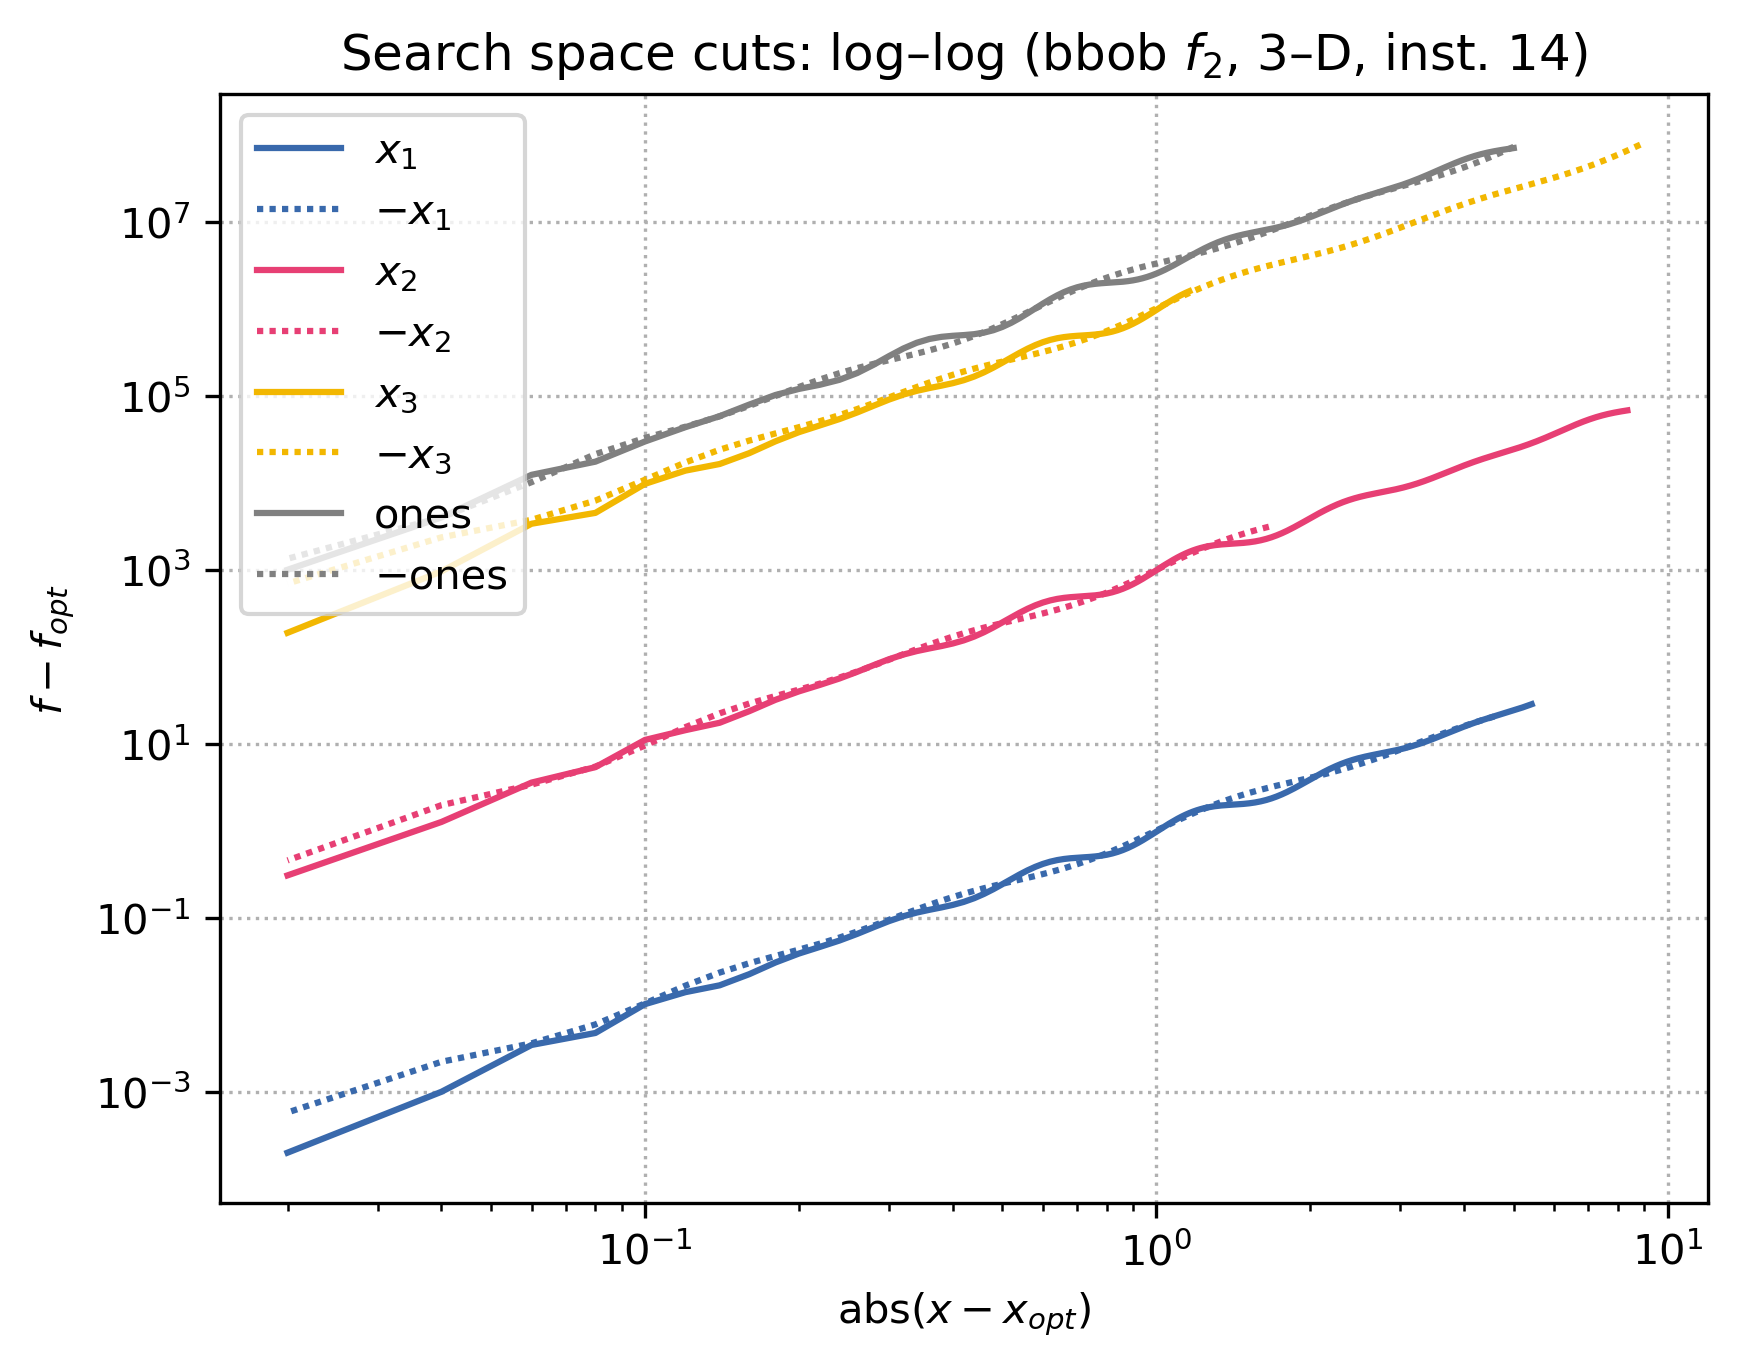 Search space cuts: log–log (bbob $f_2$, 3–D, inst. 14)
$x_1$
$-x_1$
$x_2$
$-x_2$
$x_3$
$-x_3$
ones
−ones
$10^7$
$10^5$
$10^3$
$10^1$
$10^{-1}$
$10^{-3}$
$f - f_{opt}$
$10^{-1}$ $10^0$ $10^1$
abs($x - x_{opt}$)